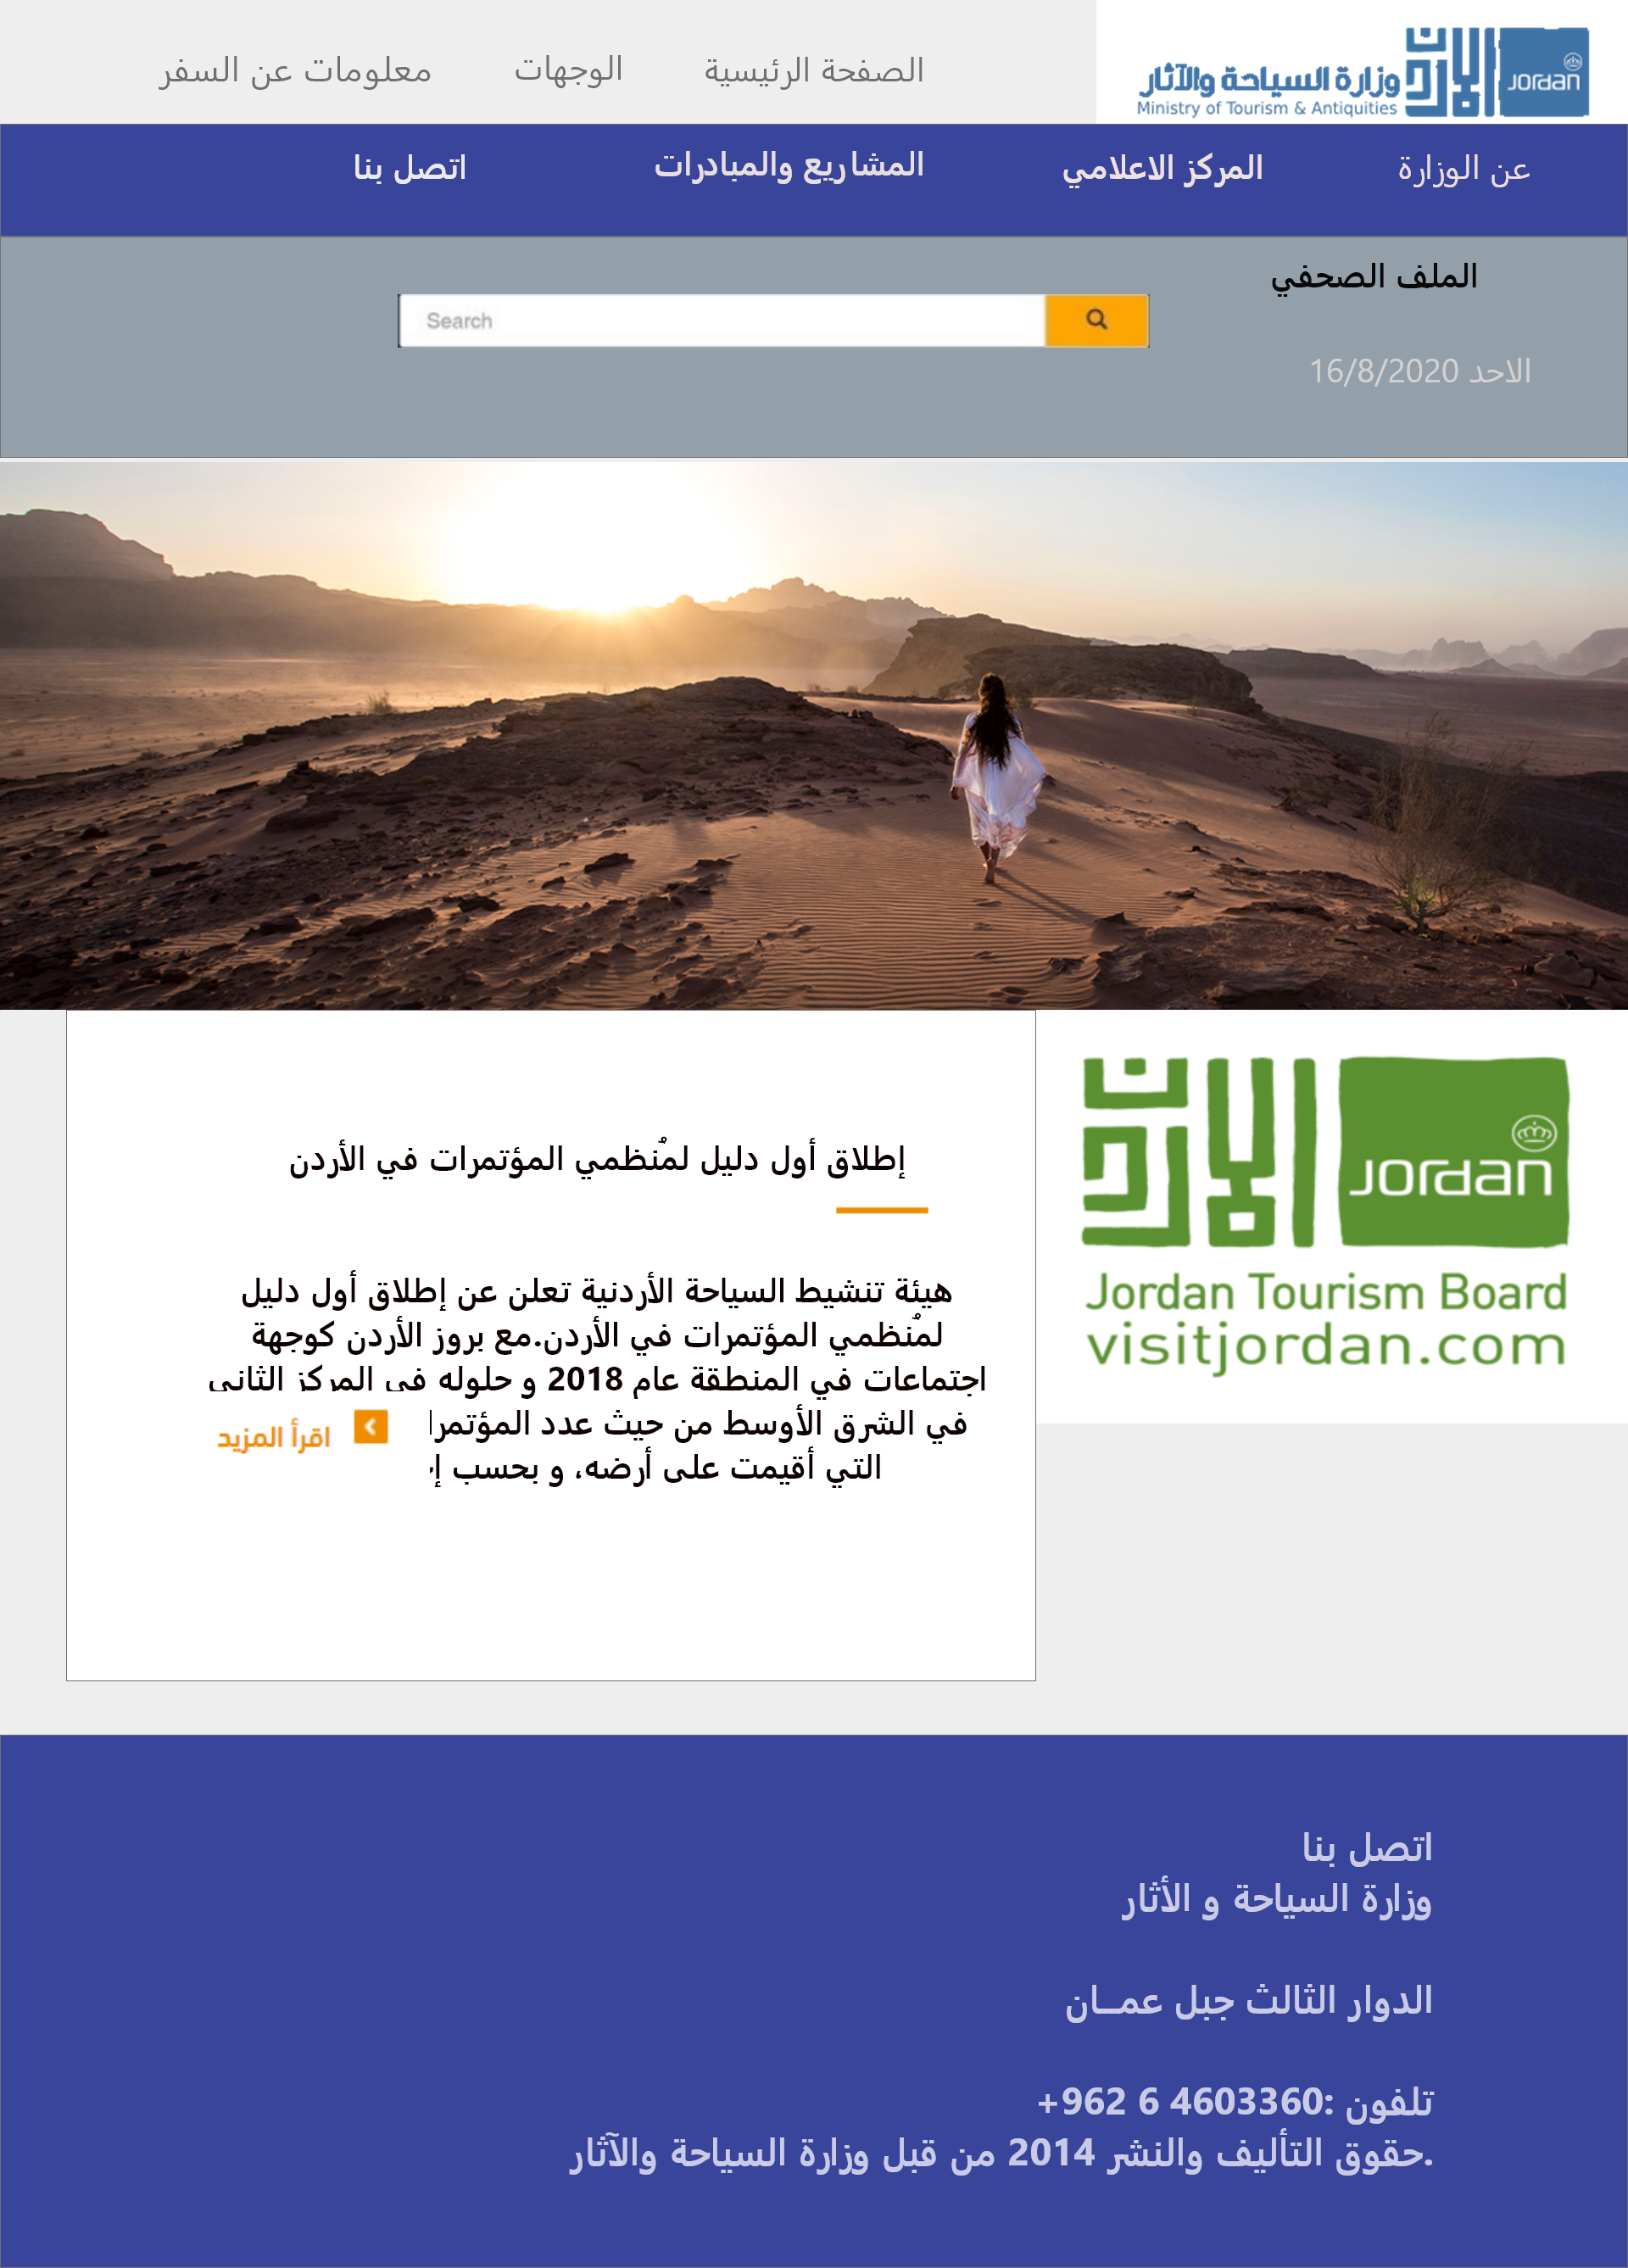 الأردن
Jordan
وزارة السياحة والآثار
Ministry of Tourism & Antiquities
الصفحة الرئيسية
الوجهات
معلومات عن السفر
عن الوزارة
المركز الاعلامي
المشاريع والمبادرات
اتصل بنا
الملف الصحفي
Search
الاحد 16/8/2020
الأردن
Jordan
Jordan Tourism Board
visitjordan.com
إطلاق أول دليل لمُنظمي المؤتمرات في الأردن
هيئة تنشيط السياحة الأردنية تعلن عن إطلاق أول دليل
لمُنظمي المؤتمرات في الأردن.مع بروز الأردن كوجهة
اجتماعات في المنطقة عام 2018 و حلوله في المركز الثاني
في الشرق الأوسط من حيث عدد
التي أقيمت على أرضه، و بحسب
اقرأ المزيد
اتصل بنا
وزارة السياحة و الأثار
الدوار الثالث جبل عمــان
تلفون :4603360 6 962+
.حقوق التأليف والنشر 2014 من قبل وزارة السياحة والآثار